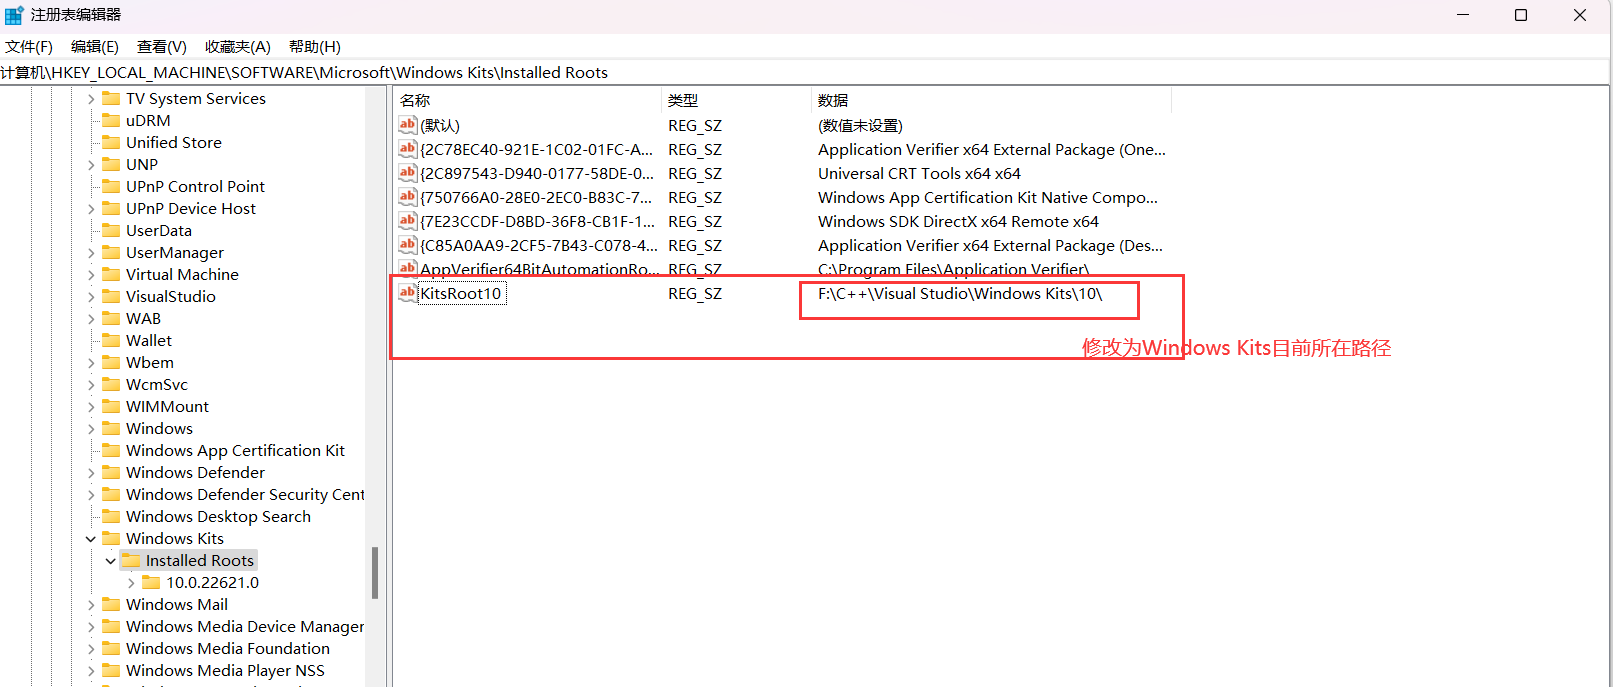 注册表编辑器
文件(F) 编辑(E) 查看(V) 收藏夹(A) 帮助(H)
计算机\HKEY_LOCAL_MACHINE\SOFTWARE\Microsoft\Windows Kits\Installed Roots
TV System Services
uDRM
Unified Store
UNP
UPnP Control Point
UPnP Device Host
UserData
UserManager
Virtual Machine
VisualStudio
WAB
Wallet
Wbem
WcmSvc
WIMMount
Windows
Windows App Certification Kit
Windows Defender
Windows Defender Security Cent
Windows Desktop Search
Windows Kits
Installed Roots
10.0.22621.0
Windows Mail
Windows Media Device Manager
Windows Media Foundation
Windows Media Player NSS
名称 类型 数据
ab (默认) REG_SZ (数值未设置)
ab {2C78EC40-921E-1C02-01FC-A... REG_SZ Application Verifier x64 External Package (One...
ab {2C897543-D940-0177-58DE-0... REG_SZ Universal CRT Tools x64 x64
ab {750766A0-28E0-2EC0-B83C-7... REG_SZ Windows App Certification Kit Native Compo...
ab {7E23CCDF-D8BD-36F8-CB1F-1... REG_SZ Windows SDK DirectX x64 Remote x64
ab {C85A0AA9-2CF5-7B43-C078-4... REG_SZ Application Verifier x64 External Package (Des...
ab AppVerifier64BitAutomationRo... REG_SZ C:\Program Files\Application Verifier\
ab KitsRoot10 REG_SZ F:\C++\Visual Studio\Windows Kits\10\
修改为Windows Kits目前所在路径